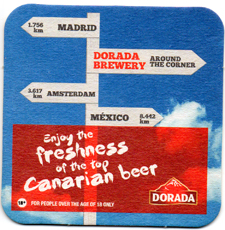 1.756
km
MADRID
DORADA
BREWERY
AROUND
THE CORNER
3.617
km
AMSTERDAM
MÉXICO
8.442
km
Enjoy the
freshness
of the top
Canarian beer
18+
FOR PEOPLE OVER THE AGE OF 18 ONLY
DORADA